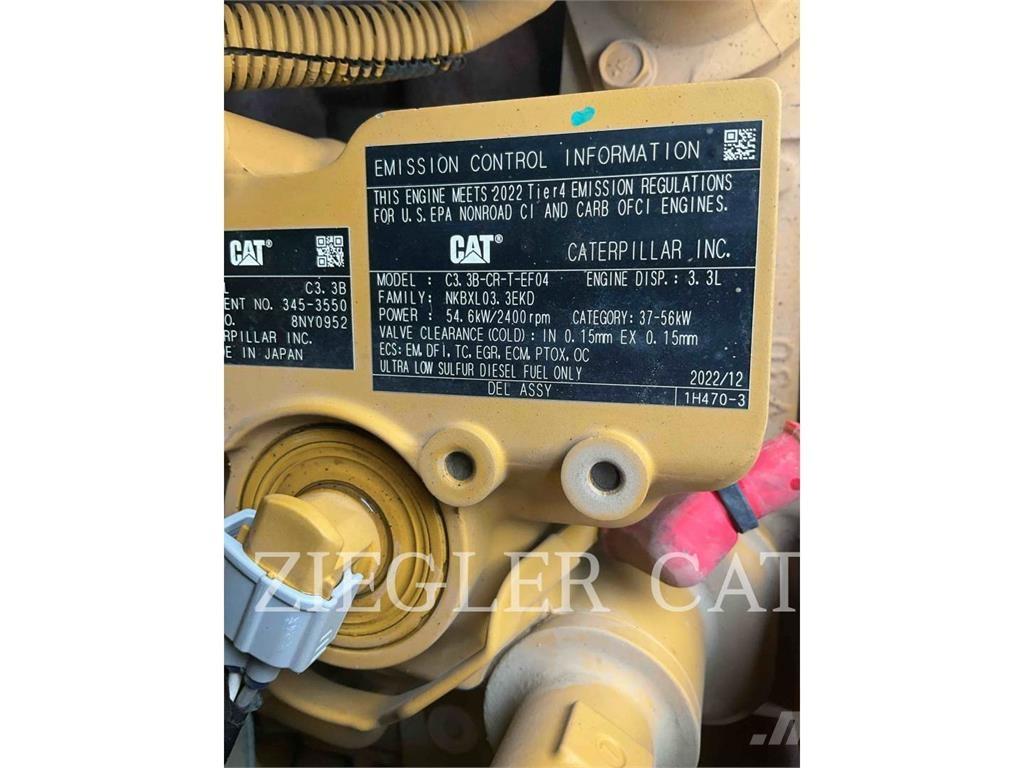 EMISSION CONTROL INFORMATION
THIS ENGINE MEETS 2022 Tier4 EMISSION REGULATIONS
FOR U.S. EPA NONROAD CI AND CARB OFCI ENGINES.
CAT® CATERPILLAR INC.
MODEL : C3.3B-CR-T-EF04 ENGINE DISP.: 3.3L
FAMILY: NKBXL03.3EKD
POWER : 54.6kW/2400rpm CATEGORY: 37-56kW
VALVE CLEARANCE(COLD): IN 0.15mm EX 0.15mm
ECS: EM, DFI, TC, EGR, ECM, PTOX, OC
ULTRA LOW SULFUR DIESEL FUEL ONLY 2022/12
DEL ASSY 1H470-3
CAT®
L C3.3B
ENT NO. 345-3550
O. 8NY0952
RPILLAR INC.
DE IN JAPAN
ZIEGLER CAT